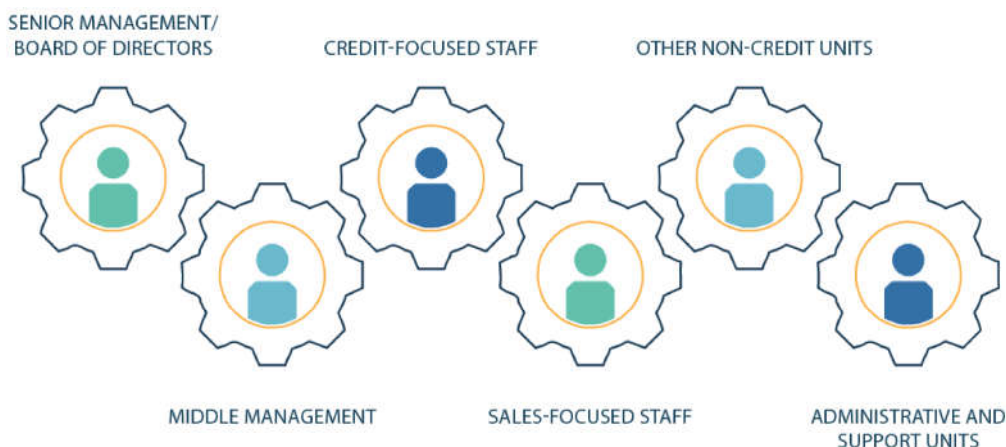 SENIOR MANAGEMENT/
BOARD OF DIRECTORS
CREDIT-FOCUSED STAFF
OTHER NON-CREDIT UNITS
MIDDLE MANAGEMENT
SALES-FOCUSED STAFF
ADMINISTRATIVE AND
SUPPORT UNITS